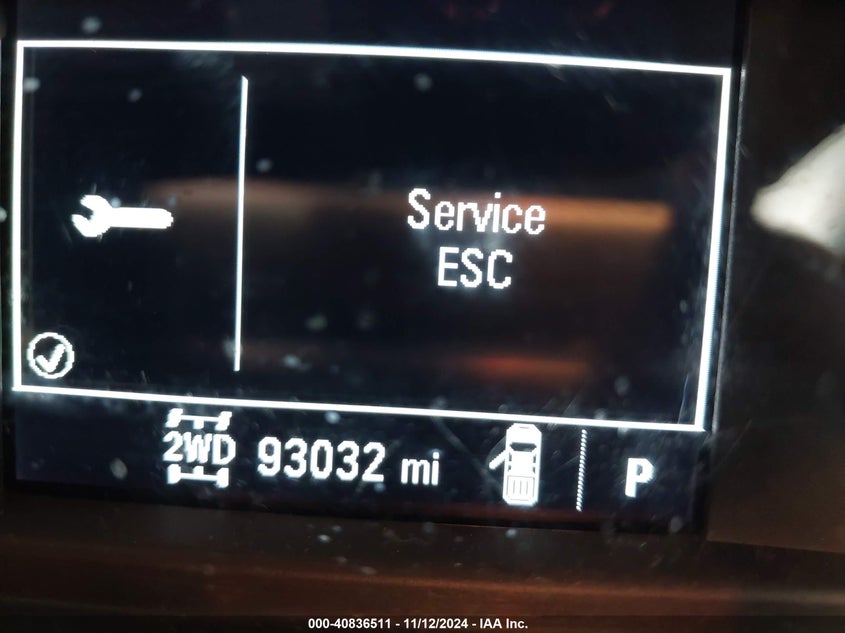 Service
ESC
2WD 93032 mi P
000-40836511 - 11/12/2024 - IAA Inc.